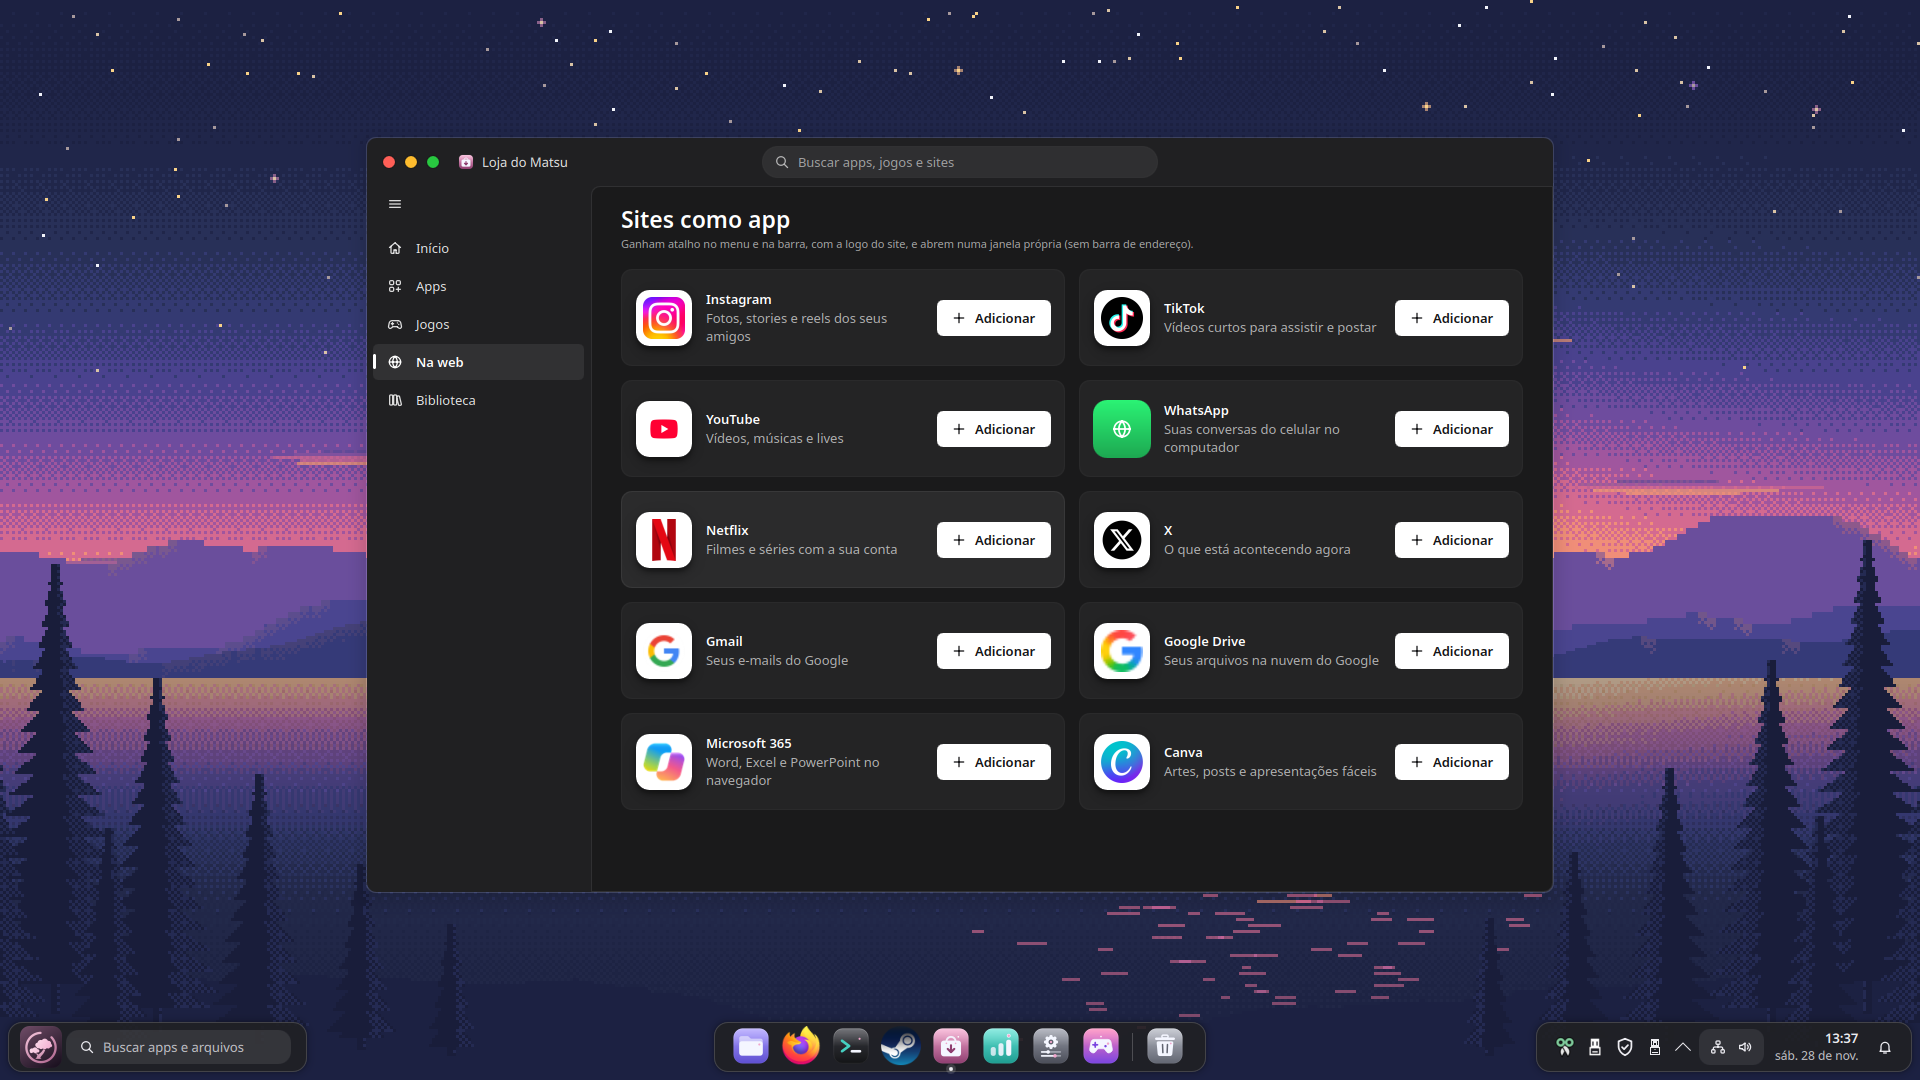 Loja do Matsu
Buscar apps, jogos e sites
Início
Apps
Jogos
Na web
Biblioteca
Sites como app
Ganham atalho no menu e na barra, com a logo do site, e abrem numa janela própria (sem barra de endereço).
Instagram
Fotos, stories e reels dos seus
amigos
Adicionar
TikTok
Vídeos curtos para assistir e postar
Adicionar
YouTube
Vídeos, músicas e lives
Adicionar
WhatsApp
Suas conversas do celular no
computador
Adicionar
Netflix
Filmes e séries com a sua conta
Adicionar
X
O que está acontecendo agora
Adicionar
Gmail
Seus e-mails do Google
Adicionar
Google Drive
Seus arquivos na nuvem do Google
Adicionar
Microsoft 365
Word, Excel e PowerPoint no
navegador
Adicionar
Canva
Artes, posts e apresentações fáceis
Adicionar
Buscar apps e arquivos
13:37
sáb. 28 de nov.